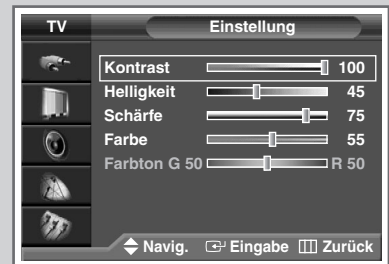 TV Einstellung
Kontrast 100
Helligkeit 45
Schärfe 75
Farbe 55
Farbton G 50 R 50
Navig. Eingabe Zurück